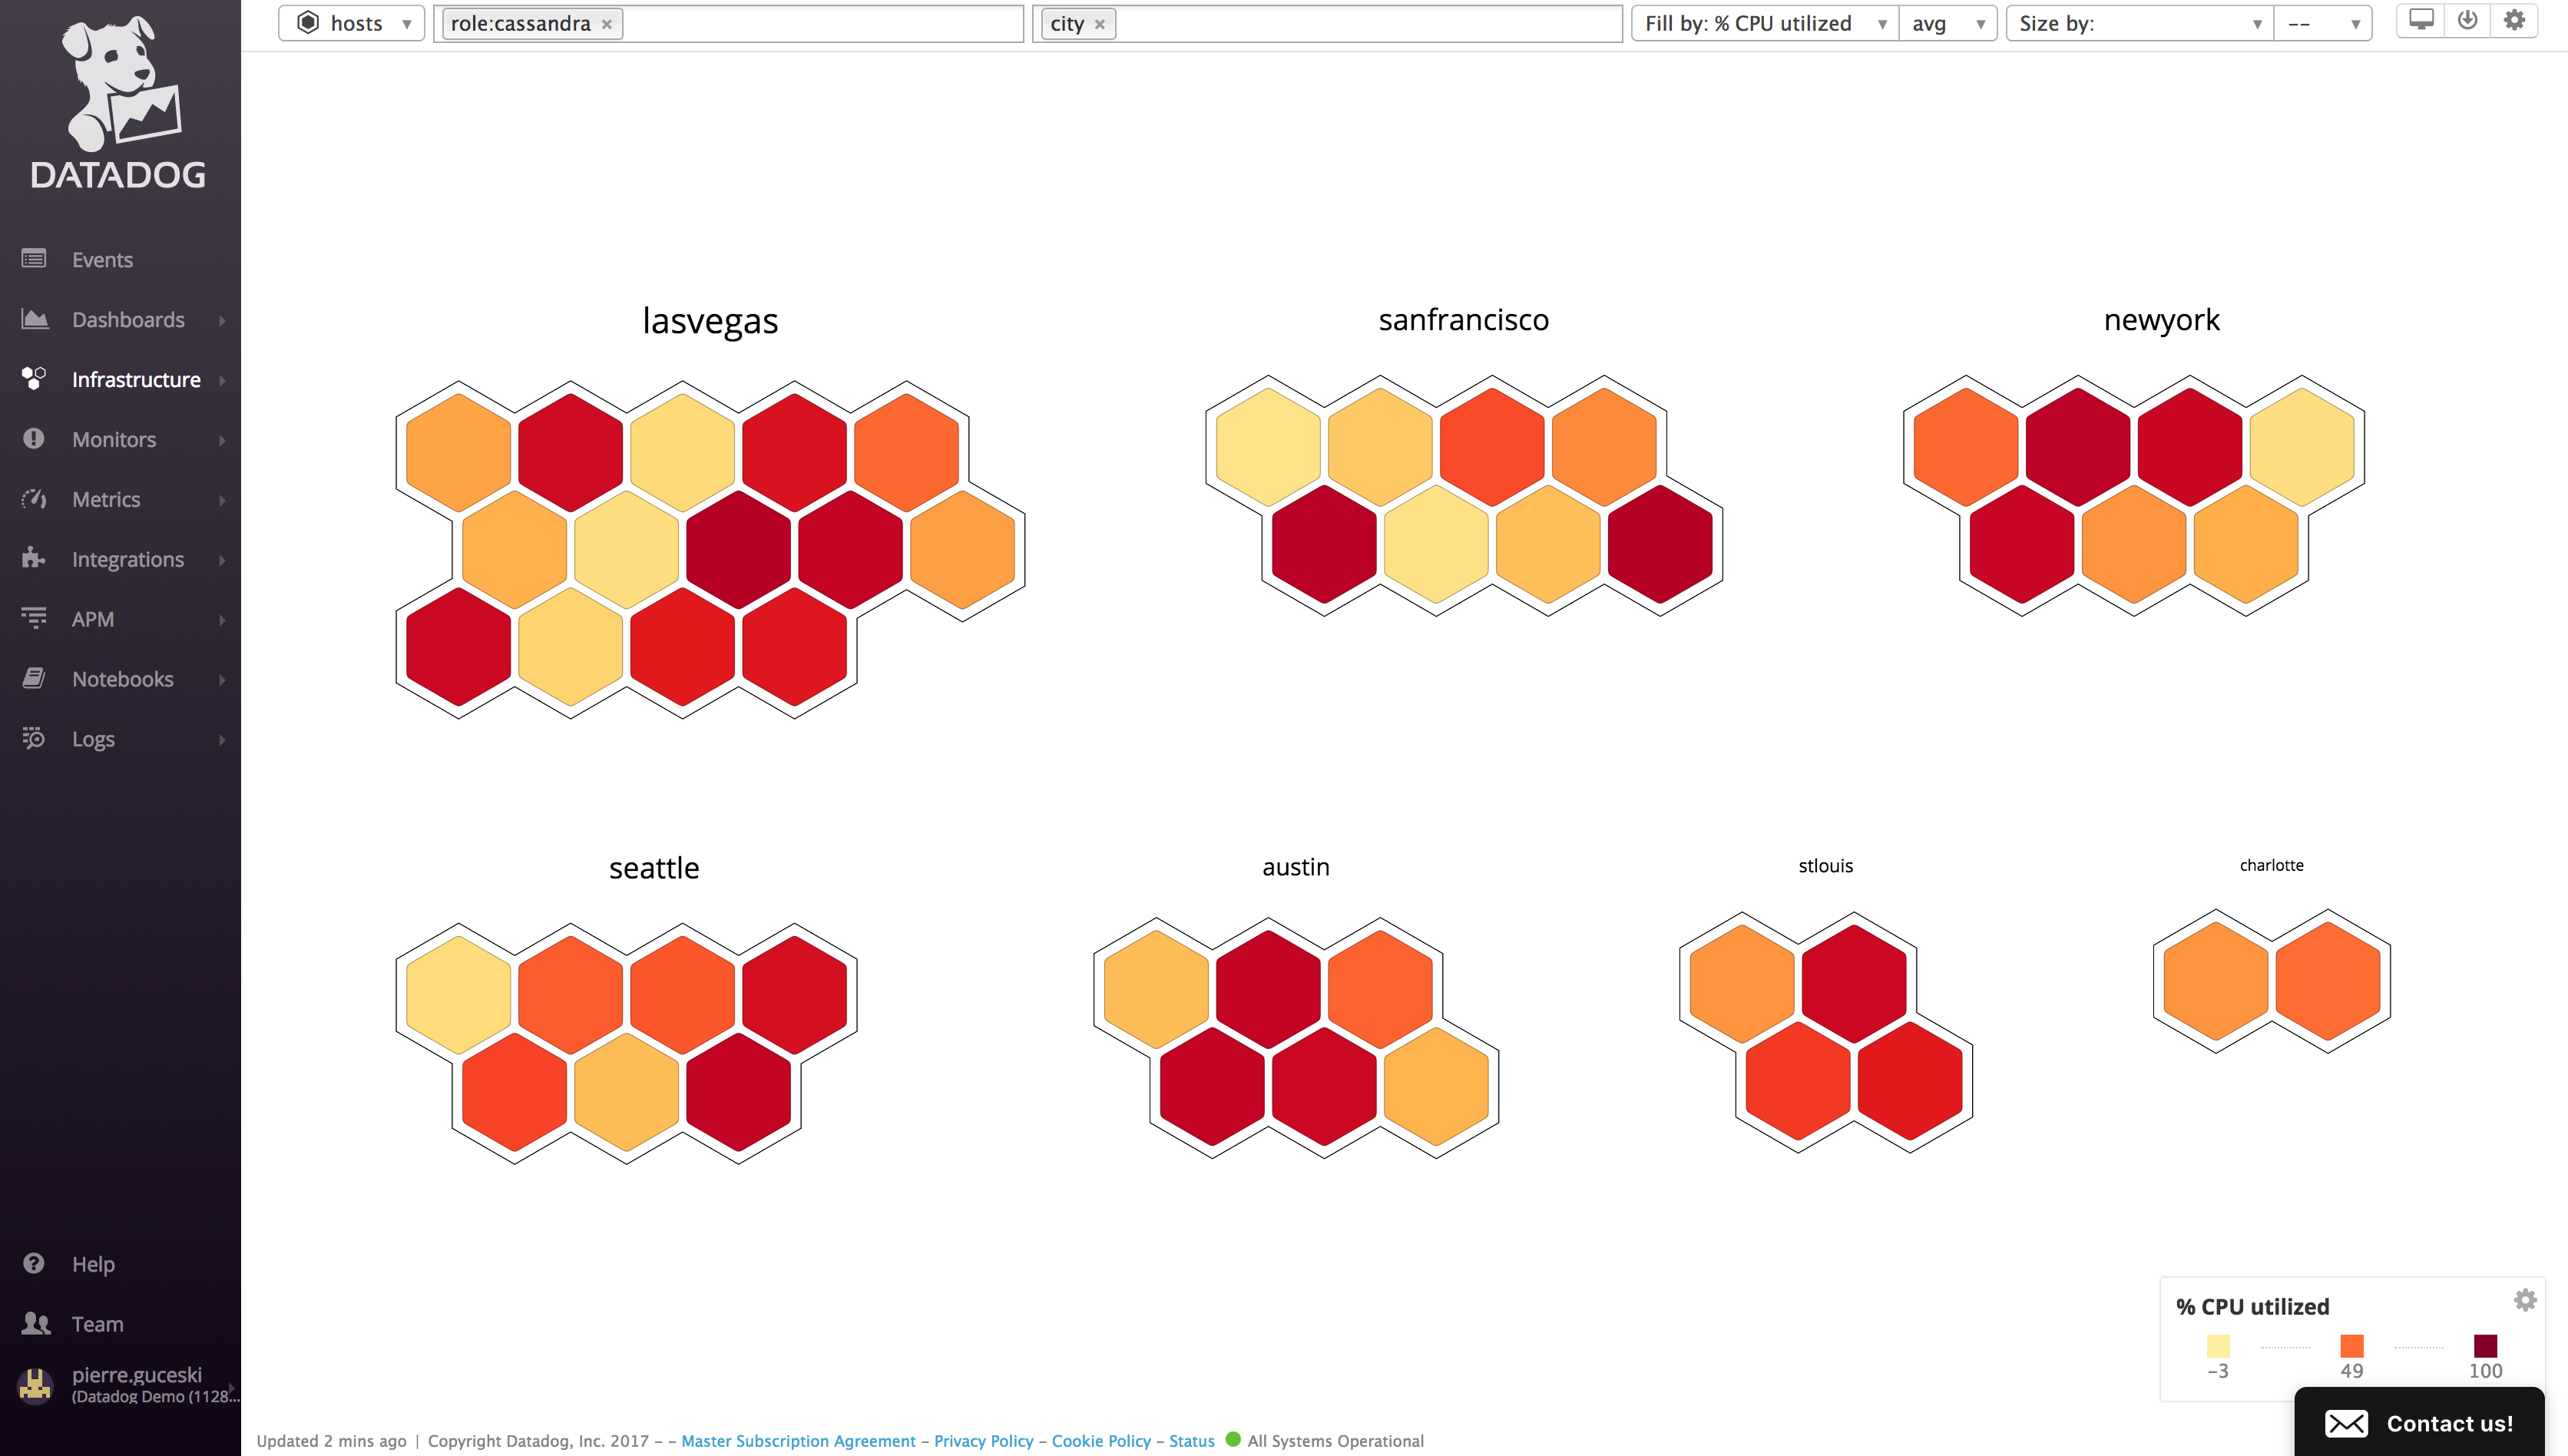 DATADOG
Events
Dashboards
Infrastructure
Monitors
Metrics
Integrations
APM
Notebooks
Logs
Help
Team
pierre.guceski
(Datadog Demo (1128...
hosts role:cassandra × city × Fill by: % CPU utilized avg Size by: --
lasvegas sanfrancisco newyork
seattle austin stlouis charlotte
% CPU utilized
-3 49 100
Contact us!
Updated 2 mins ago | Copyright Datadog, Inc. 2017 – – Master Subscription Agreement – Privacy Policy – Cookie Policy – Status All Systems Operational